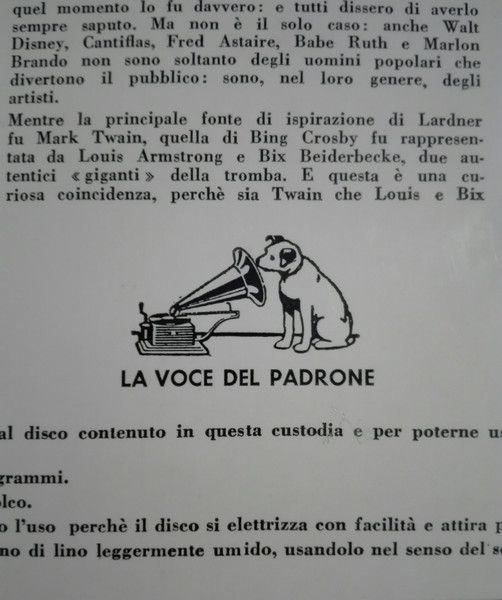 quel momento lo fu davvero: e tutti dissero di averlo
sempre saputo. Ma non è il solo caso: anche Walt
Disney, Cantiflas, Fred Astaire, Babe Ruth e Marlon
Brando non sono soltanto degli uomini popolari che
divertono il pubblico: sono, nel loro genere, degli
artisti.
Mentre la principale fonte di ispirazione di Lardner
fu Mark Twain, quella di Bing Crosby fu rappresen-
tata da Louis Armstrong e Bix Beiderbecke, due au-
tentici « giganti » della tromba. E questa è una cu-
riosa coincidenza, perchè sia Twain che Louis e Bix
LA VOCE DEL PADRONE
al disco contenuto in questa custodia e per poterne us
grammi.
olco.
o l'uso perchè il disco si elettrizza con facilità e attira p
no di lino leggermente umido, usandolo nel senso del so